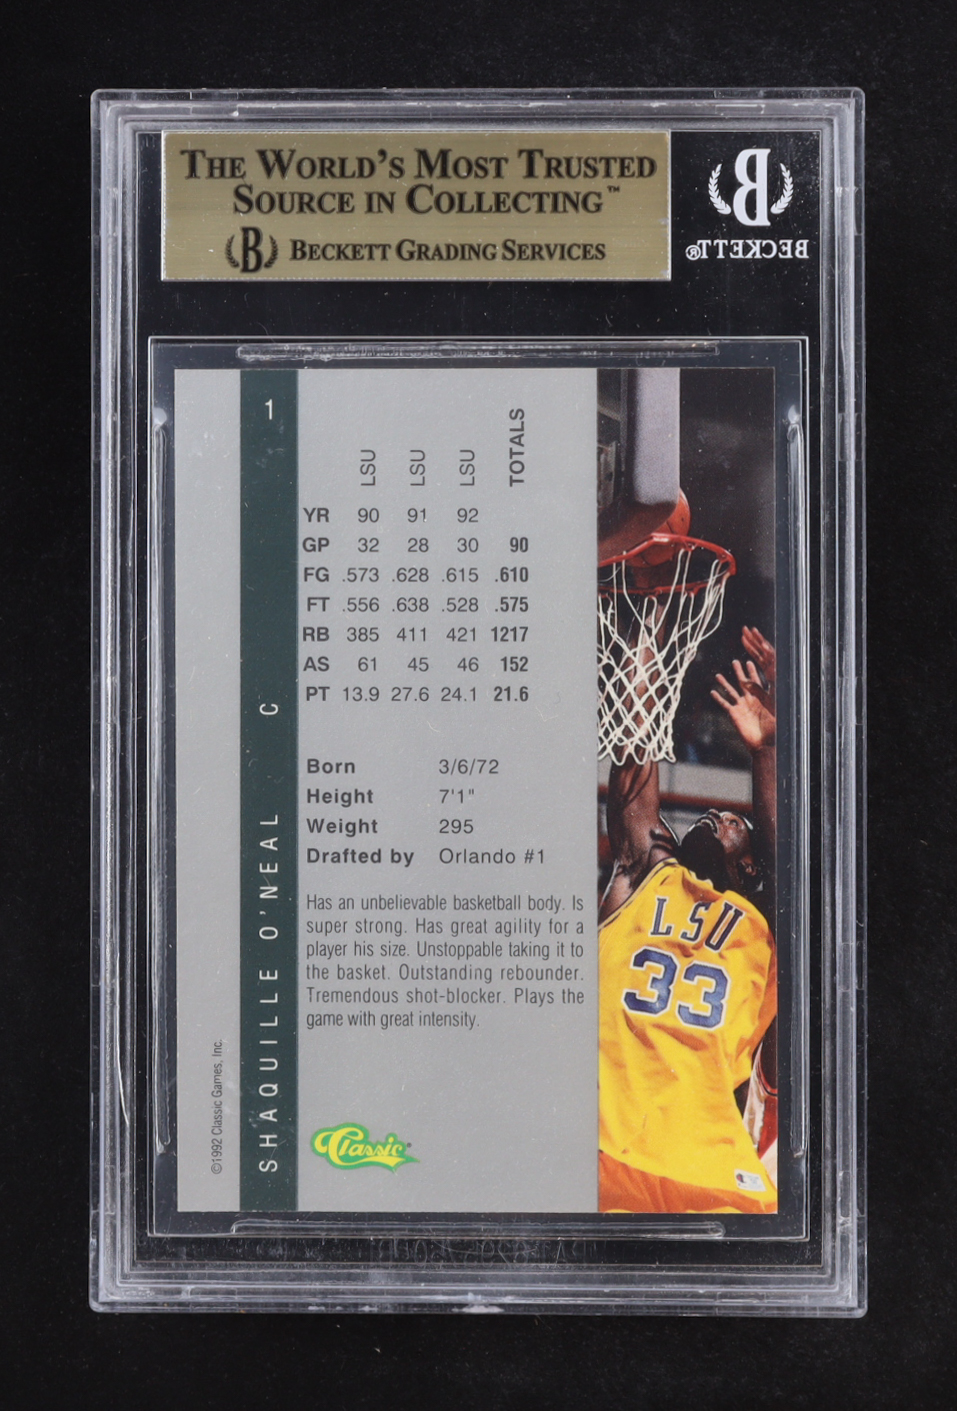 THE WORLD'S MOST TRUSTED
SOURCE IN COLLECTING™
B BECKETT GRADING SERVICES
B
BECKETT®
1
SHAQUILLE O'NEAL C
©1992 Classic Games, Inc.
LSU LSU LSU TOTALS
YR 90 91 92
GP 32 28 30 90
FG .573 .628 .615 .610
FT .556 .638 .528 .575
RB 385 411 421 1217
AS 61 45 46 152
PT 13.9 27.6 24.1 21.6
Born 3/6/72
Height 7'1"
Weight 295
Drafted by Orlando #1
Has an unbelievable basketball body. Is
super strong. Has great agility for a
player his size. Unstoppable taking it to
the basket. Outstanding rebounder.
Tremendous shot-blocker. Plays the
game with great intensity.
Classic®
LSU
33